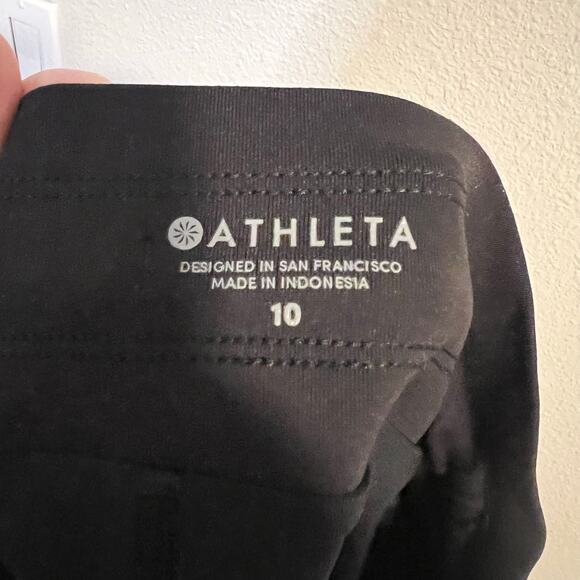 ATHLETA
DESIGNED IN SAN FRANCISCO
MADE IN INDONESIA
10